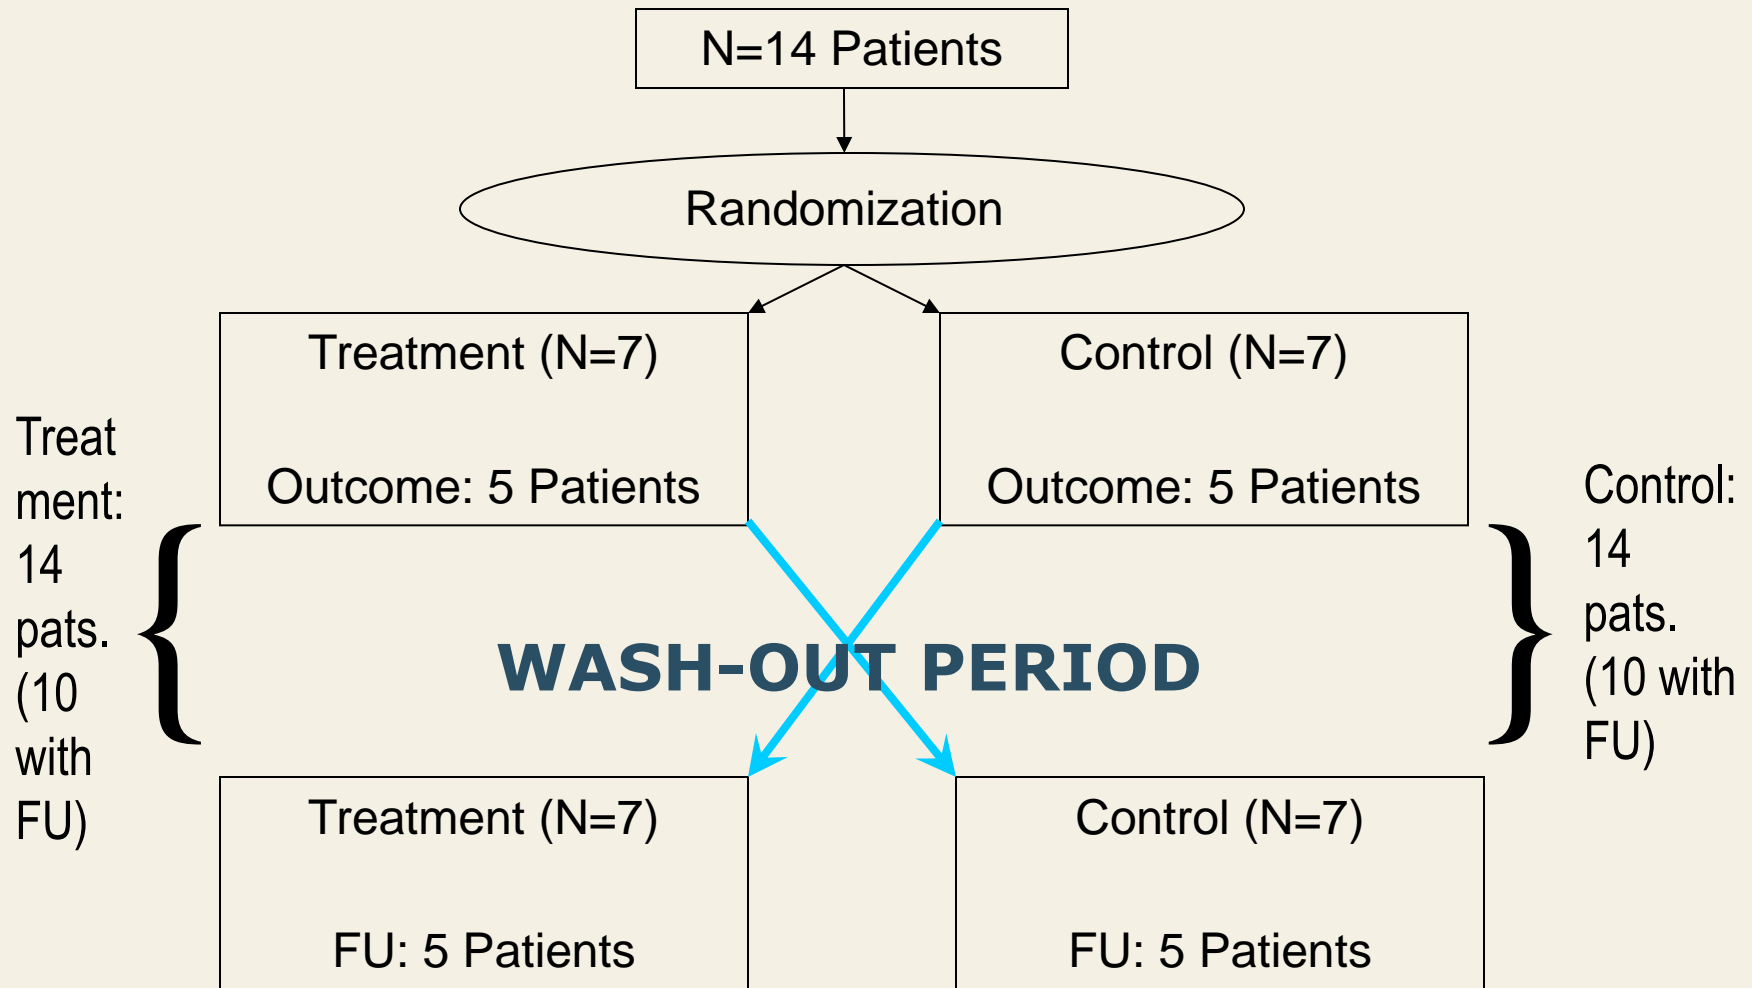 N=14 Patients
Randomization
Treatment (N=7)
Outcome: 5 Patients
Control (N=7)
Outcome: 5 Patients
Treat
ment:
14
pats.
(10
with
FU)
{
}
Control:
14
pats.
(10 with
FU)
WASH-OUT PERIOD
Treatment (N=7)
FU: 5 Patients
Control (N=7)
FU: 5 Patients